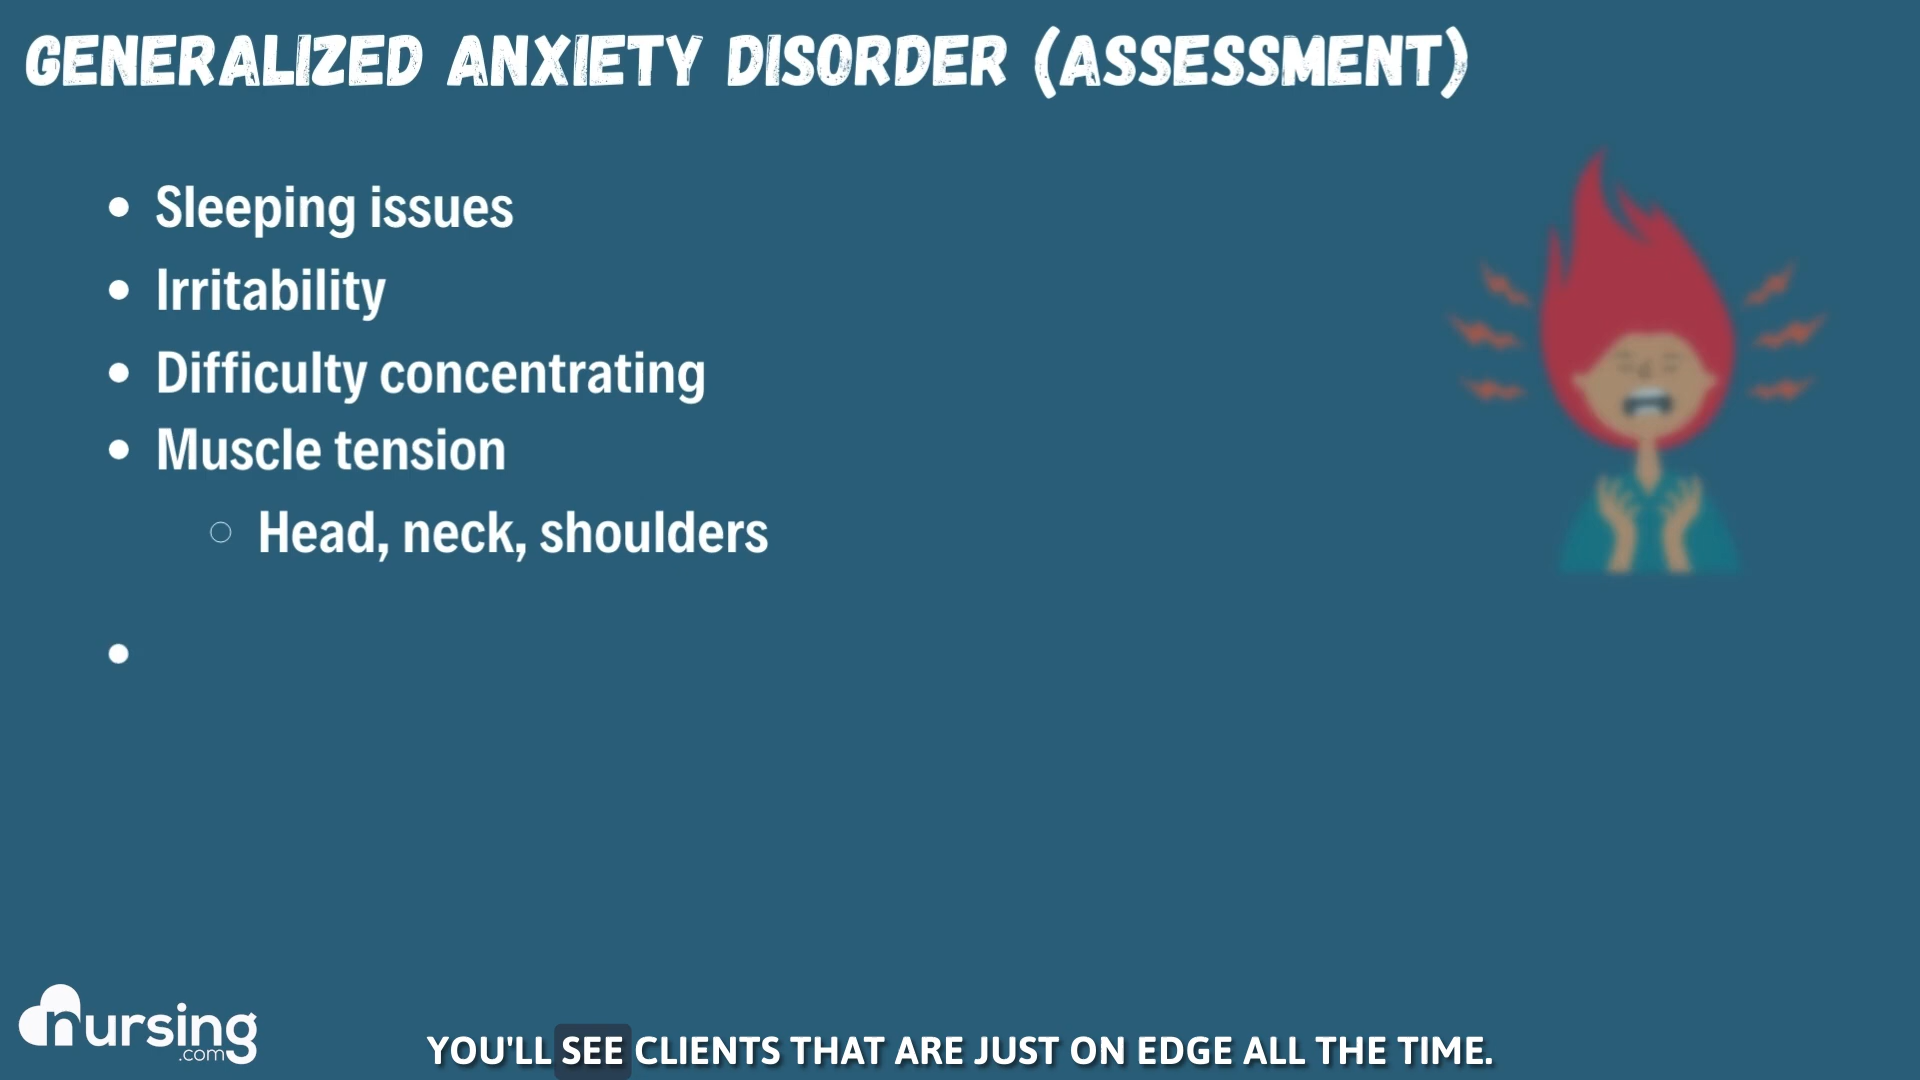 GENERALIZED ANXIETY DISORDER (ASSESSMENT)
• Sleeping issues
• Irritability
• Difficulty concentrating
• Muscle tension
○ Head, neck, shoulders
•
nursing
.com
YOU'LL SEE CLIENTS THAT ARE JUST ON EDGE ALL THE TIME.